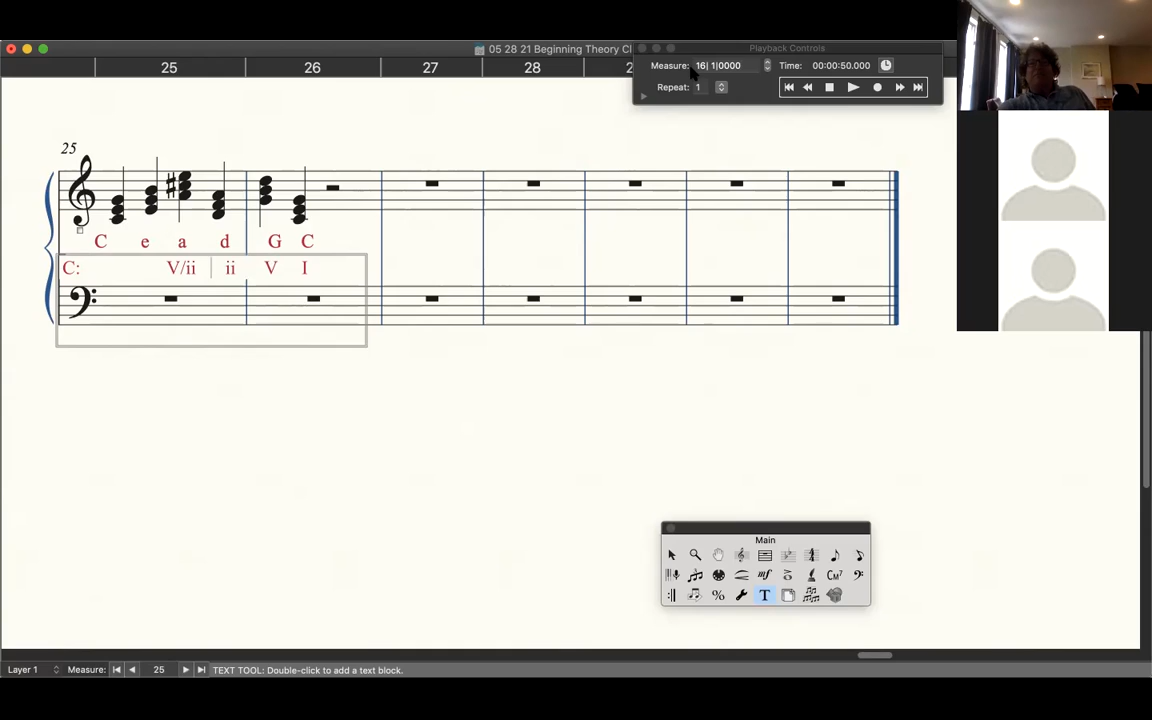 05 28 21 Beginning Theory Cl
Playback Controls
Measure: 16| 1|0000 Time: 00:00:50.000
Repeat: 1
25 26 28
25
C e a d G C
C: V/ii ii V I
Main
mf CM7
% T
Layer 1 Measure: 25 TEXT TOOL: Double-click to add a text block.